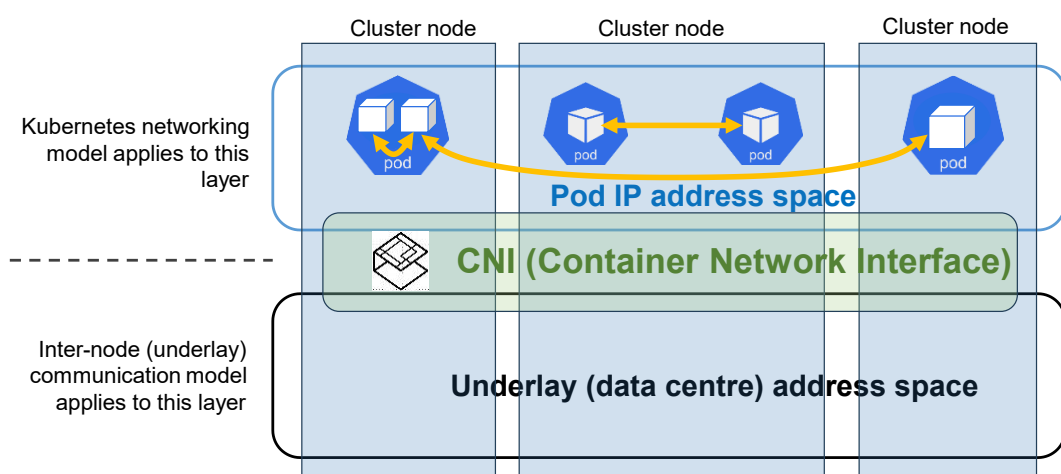 Cluster node
Cluster node
Cluster node
Kubernetes networking
model applies to this
layer
pod
pod
pod
pod
Pod IP address space
CNI (Container Network Interface)
Inter-node (underlay)
communication model
applies to this layer
Underlay (data centre) address space